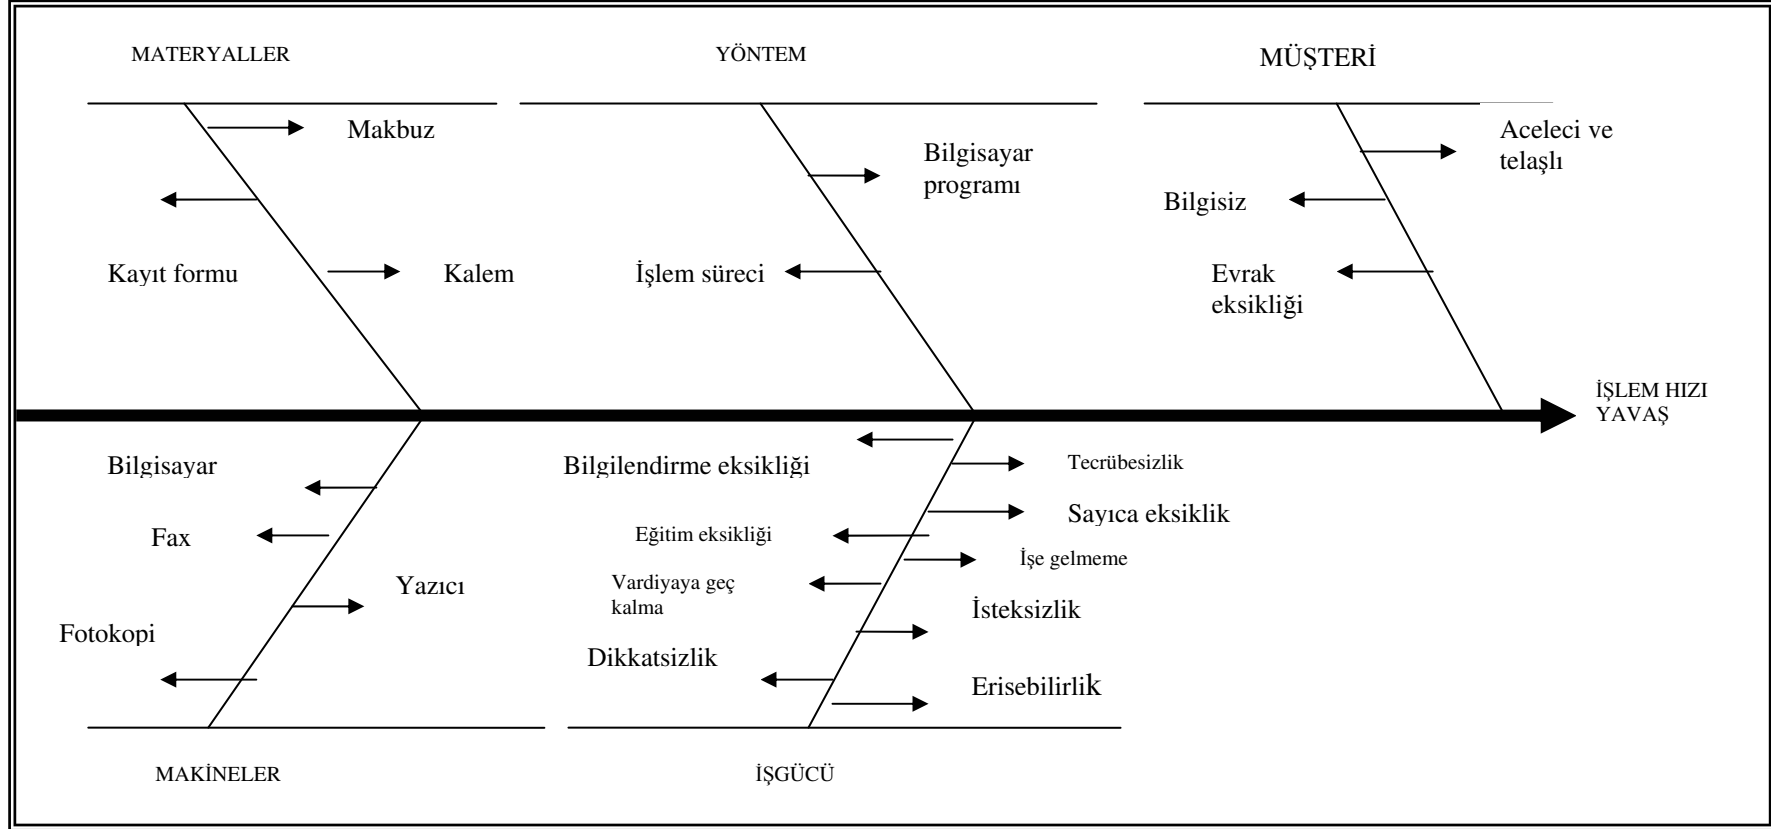 MATERYALLER
YÖNTEM
MÜŞTERİ
Makbuz
Kayıt formu
Kalem
Bilgisayar
programı
İşlem süreci
Aceleci ve
telaşlı
Bilgisiz
Evrak
eksikliği
İŞLEM HIZI
YAVAŞ
Bilgisayar
Fax
Yazıcı
Fotokopi
Bilgilendirme eksikliği
Tecrübesizlik
Sayıca eksiklik
Eğitim eksikliği
İşe gelmeme
Vardiyaya geç
kalma
İsteksizlik
Dikkatsizlik
Erisebilirlik
MAKİNELER
İŞGÜCÜ